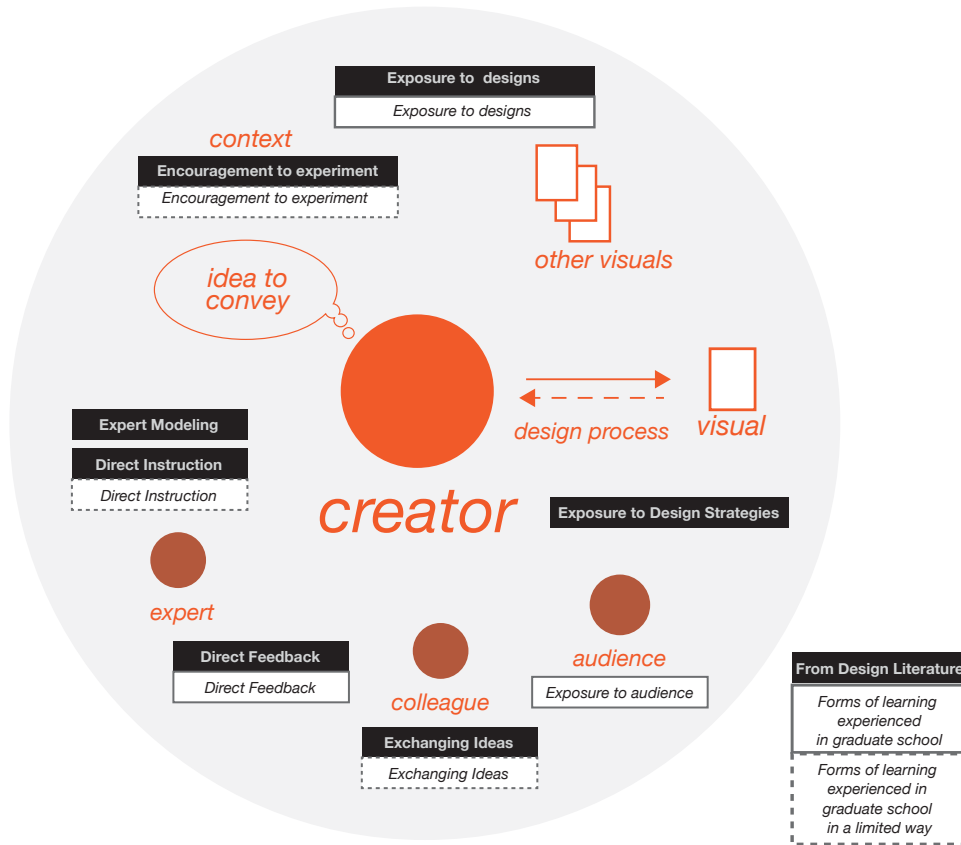 Exposure to designs
Exposure to designs
context
Encouragement to experiment
Encouragement to experiment
other visuals
idea to
convey
design process
visual
Expert Modeling
Direct Instruction
Direct Instruction
creator
Exposure to Design Strategies
expert
audience
Direct Feedback
Direct Feedback
colleague
Exposure to audience
Exchanging Ideas
Exchanging Ideas
From Design Literature
Forms of learning
experienced
in graduate school
Forms of learning
experienced in
graduate school
in a limited way